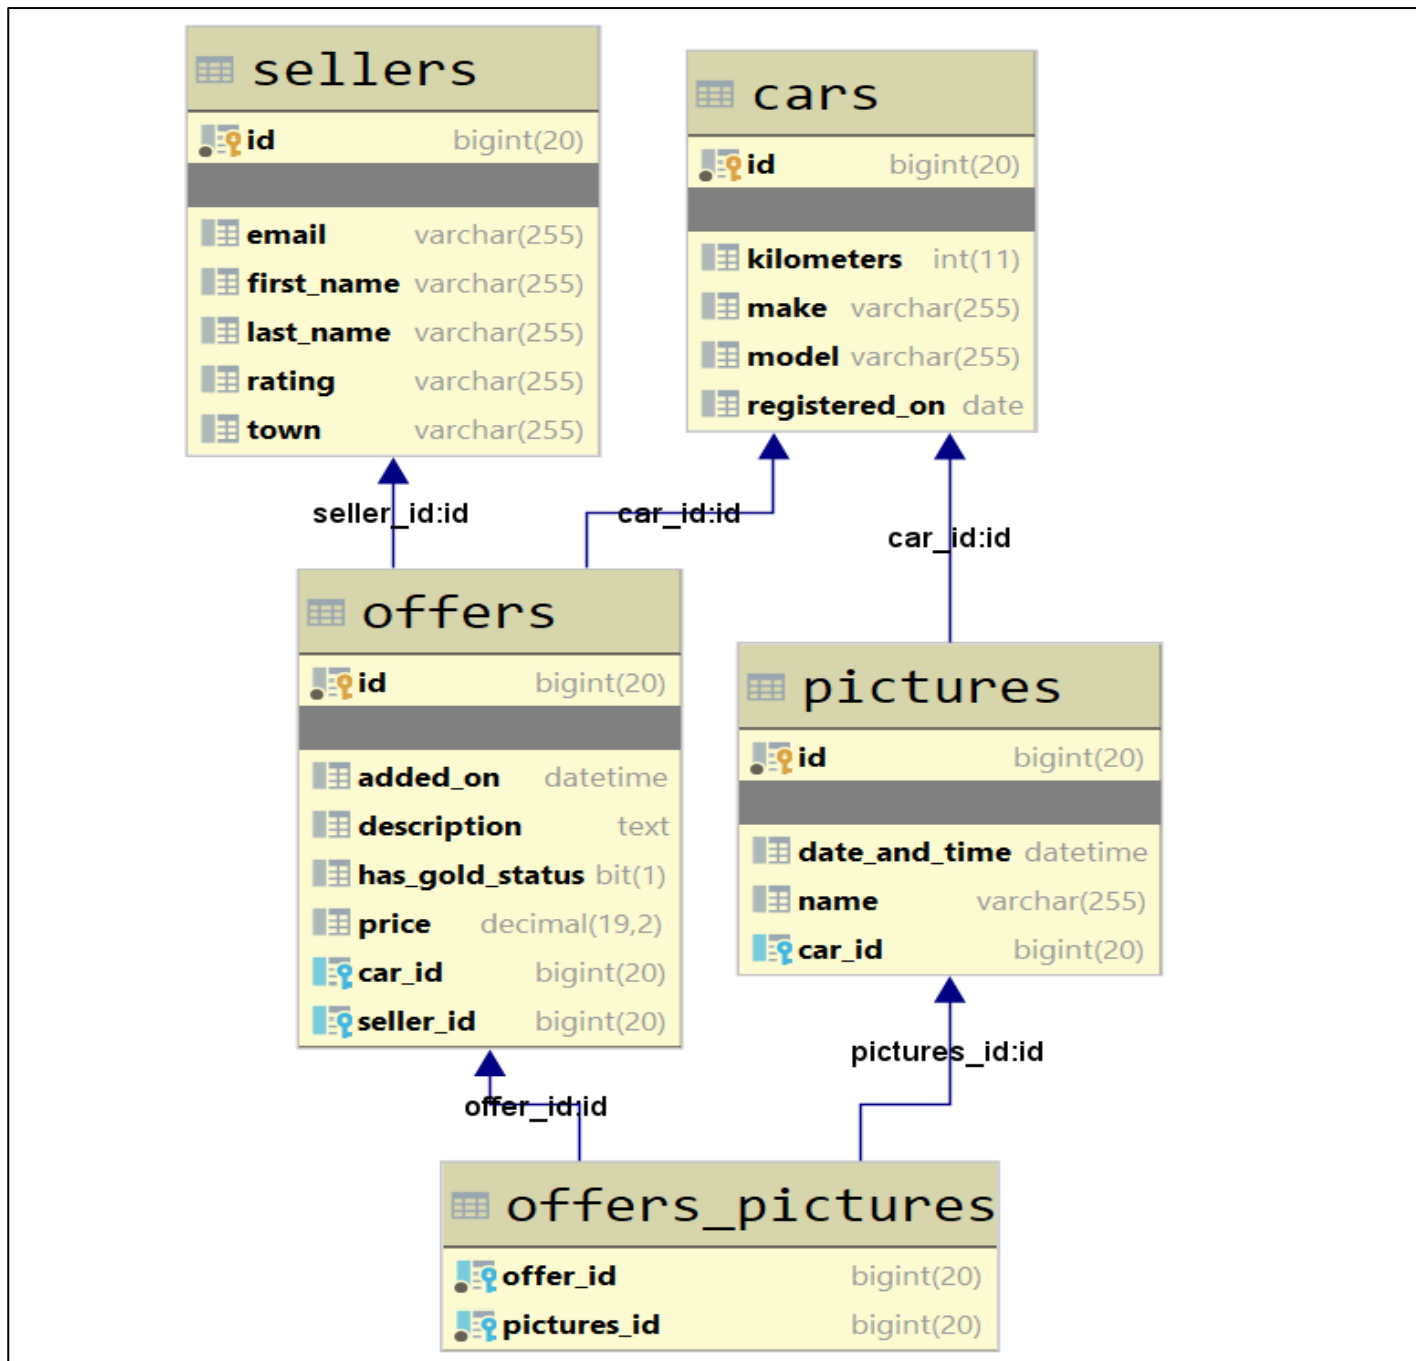 sellers
id bigint(20)
email varchar(255)
first_name varchar(255)
last_name varchar(255)
rating varchar(255)
town varchar(255)
cars
id bigint(20)
kilometers int(11)
make varchar(255)
model varchar(255)
registered_on date
seller_id:id
car_id:id
car_id:id
offers
id bigint(20)
added_on datetime
description text
has_gold_status bit(1)
price decimal(19,2)
car_id bigint(20)
seller_id bigint(20)
pictures
id bigint(20)
date_and_time datetime
name varchar(255)
car_id bigint(20)
offer_id:id
pictures_id:id
offers_pictures
offer_id bigint(20)
pictures_id bigint(20)